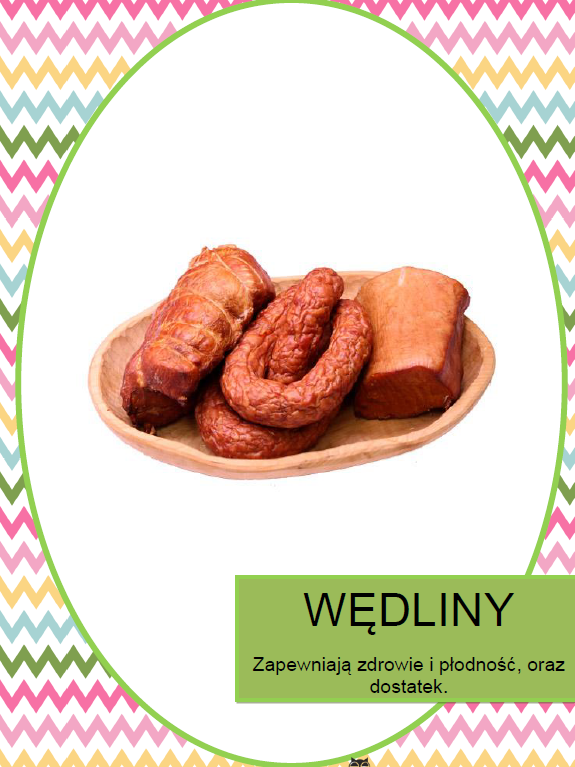 WĘDLINY
Zapewniają zdrowie i płodność, oraz
dostatek.